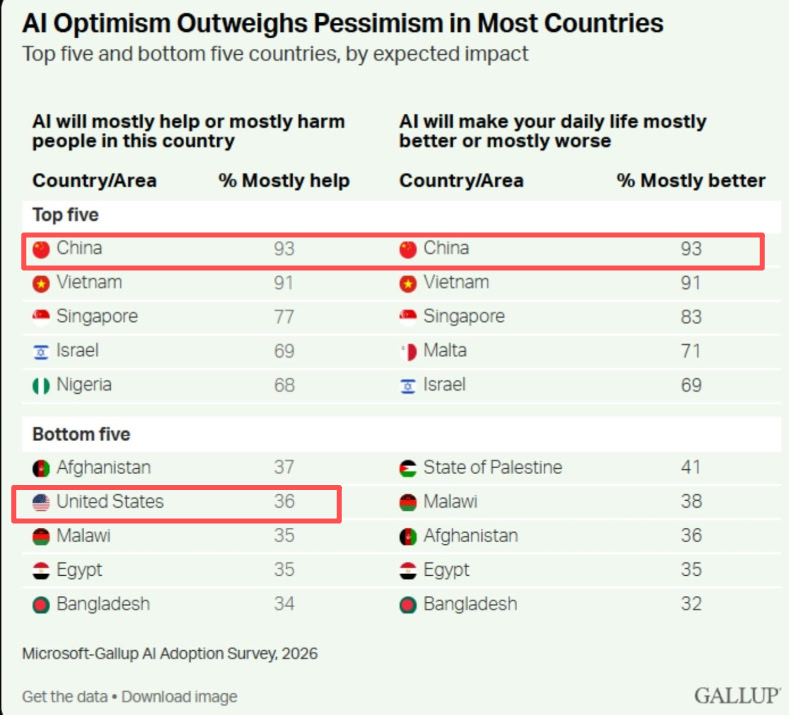 AI Optimism Outweighs Pessimism in Most Countries
Top five and bottom five countries, by expected impact
AI will mostly help or mostly harm people in this country
AI will make your daily life mostly better or mostly worse
Country/Area % Mostly help Country/Area % Mostly better
Top five
China 93 China 93
Vietnam 91 Vietnam 91
Singapore 77 Singapore 83
Israel 69 Malta 71
Nigeria 68 Israel 69
Bottom five
Afghanistan 37 State of Palestine 41
United States 36 Malawi 38
Malawi 35 Afghanistan 36
Egypt 35 Egypt 35
Bangladesh 34 Bangladesh 32
Microsoft-Gallup AI Adoption Survey, 2026
Get the data • Download image
GALLUP